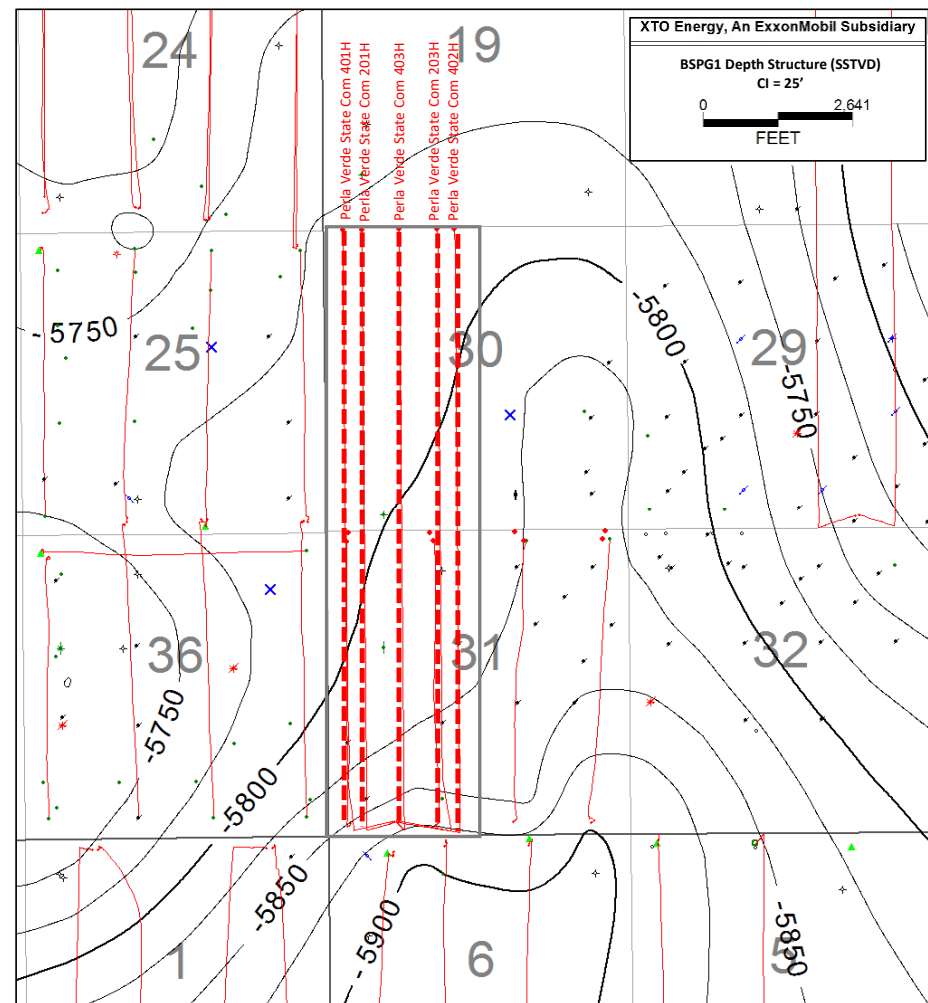 XTO Energy, An ExxonMobil Subsidiary
BSPG1 Depth Structure (SSTVD)
CI = 25'
0 2,641
FEET
24
19
Perla Verde State Com 401H
Perla Verde State Com 201H
Perla Verde State Com 403H
Perla Verde State Com 203H
Perla Verde State Com 402H
-5750
25
30
-5800
29
-5750
36
-5750
31
32
-5800
-5850
-5900
-5850
1
6
5